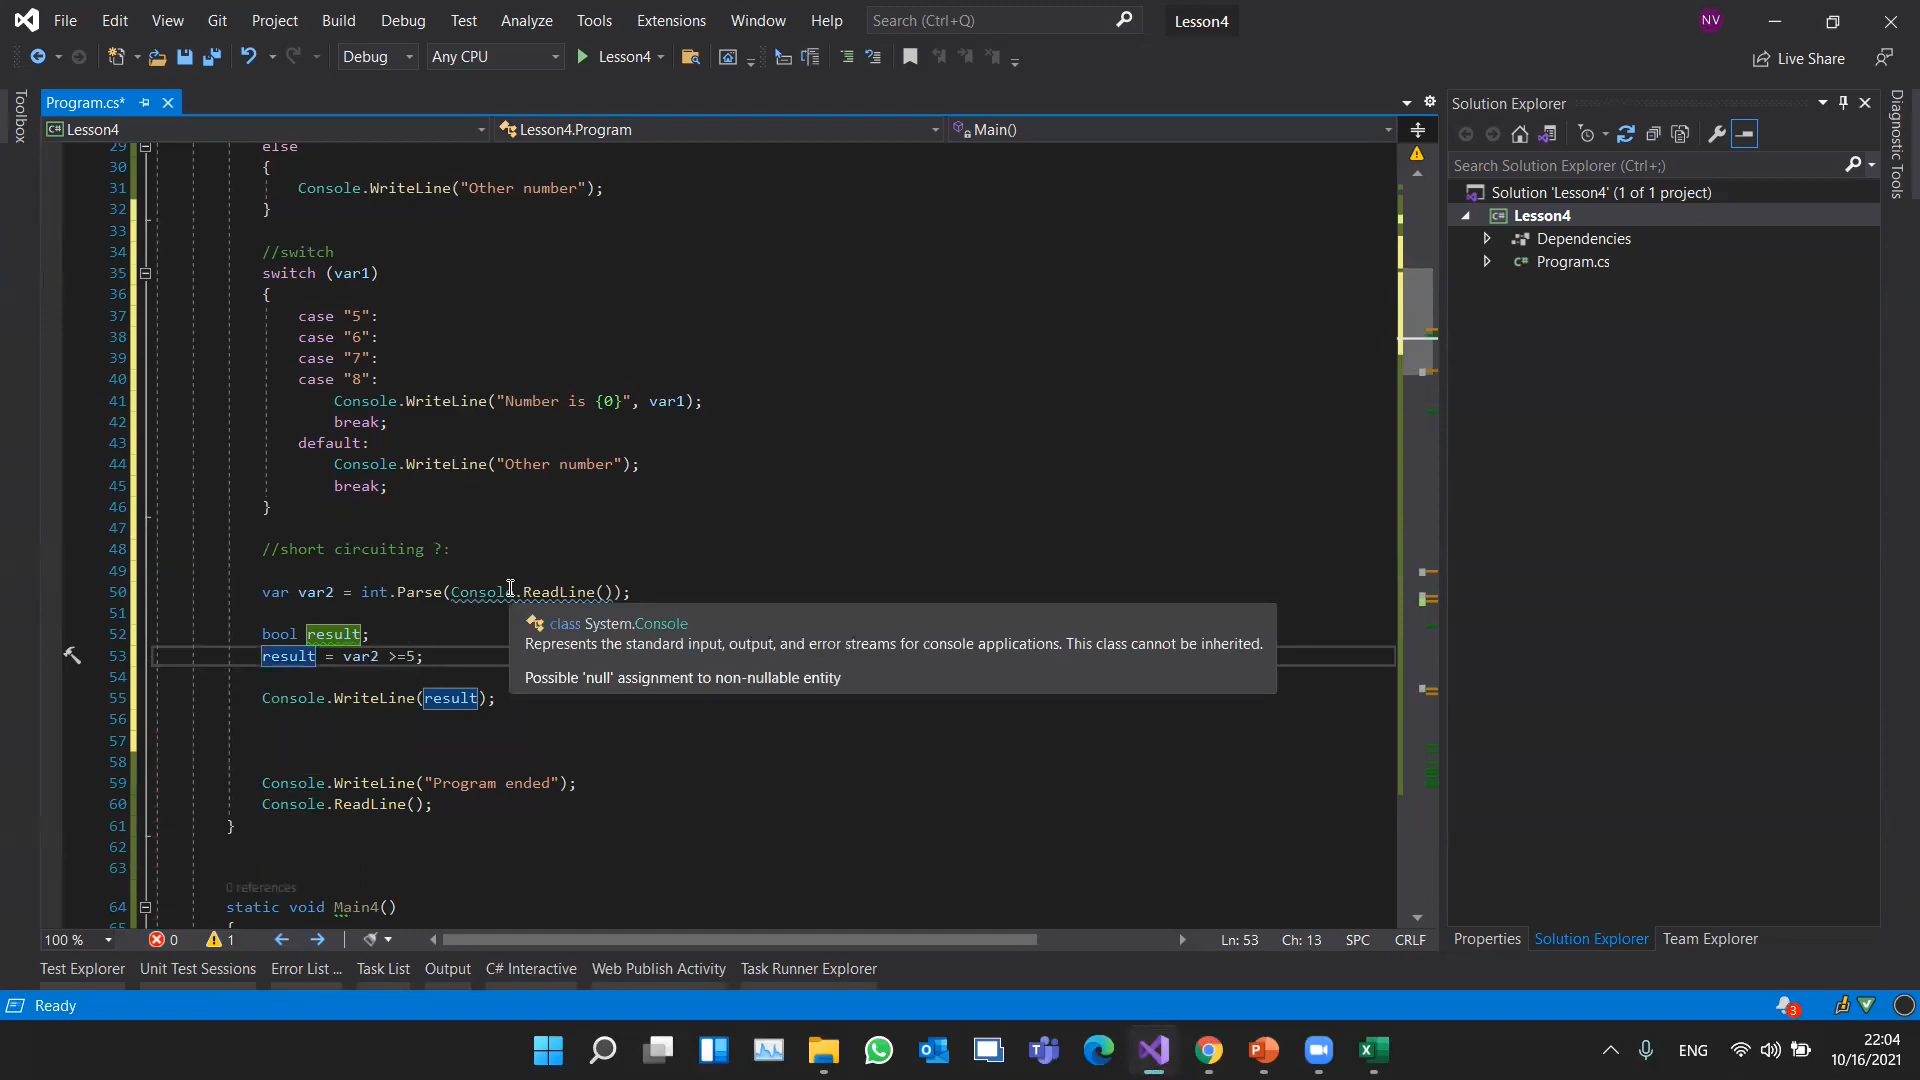 File Edit View Git Project Build Debug Test Analyze Tools Extensions Window Help Search (Ctrl+Q) Lesson4 NV
Debug Any CPU Lesson4 Live Share
Toolbox
Program.cs*
Lesson4 Lesson4.Program Main()
29 else
30 {
31 Console.WriteLine("Other number");
32 }
33
34 //switch
35 switch (var1)
36 {
37 case "5":
38 case "6":
39 case "7":
40 case "8":
41 Console.WriteLine("Number is {0}", var1);
42 break;
43 default:
44 Console.WriteLine("Other number");
45 break;
46 }
47
48 //short circuiting ?:
49
50 var var2 = int.Parse(Console.ReadLine());
51
52 bool result;
53 result = var2 >=5;
54
55 Console.WriteLine(result);
56
57
58
59 Console.WriteLine("Program ended");
60 Console.ReadLine();
61 }
62
63
0 references
64 static void Main4()
65 {
class System.Console
Represents the standard input, output, and error streams for console applications. This class cannot be inherited.
Possible 'null' assignment to non-nullable entity
Solution Explorer
Search Solution Explorer (Ctrl+;)
Solution 'Lesson4' (1 of 1 project)
Lesson4
Dependencies
C# Program.cs
Diagnostic Tools
100 % 0 1 Ln: 53 Ch: 13 SPC CRLF
Properties Solution Explorer Team Explorer
Test Explorer Unit Test Sessions Error List ... Task List Output C# Interactive Web Publish Activity Task Runner Explorer
Ready 3
ENG 22:04
10/16/2021